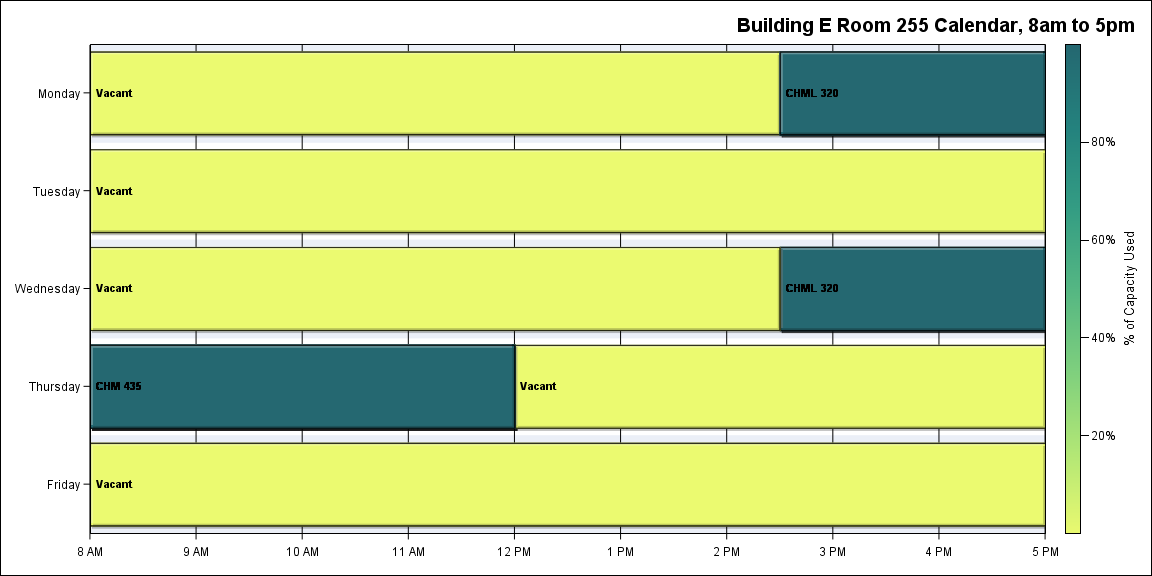 Building E Room 255 Calendar, 8am to 5pm
Monday
Vacant
CHML 320
Tuesday
Vacant
Wednesday
Vacant
CHML 320
Thursday
CHM 435
Vacant
Friday
Vacant
8 AM 9 AM 10 AM 11 AM 12 PM 1 PM 2 PM 3 PM 4 PM 5 PM
80%
60%
40%
20%
% of Capacity Used